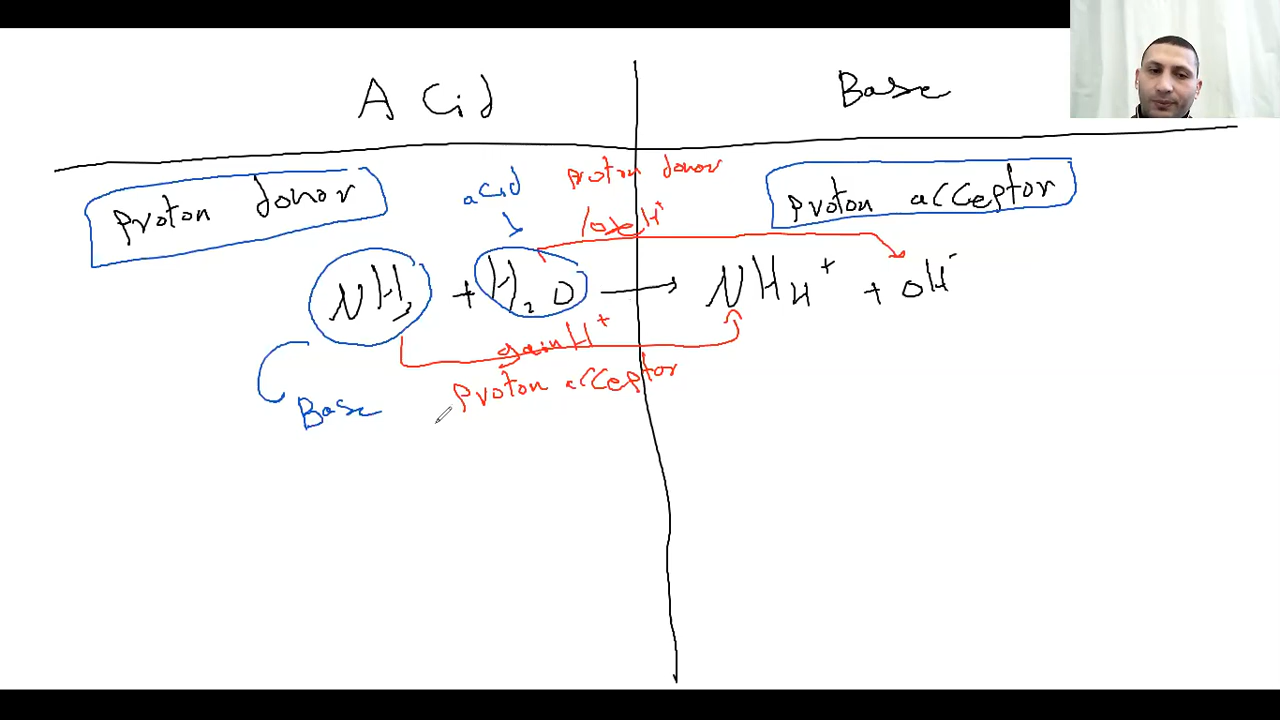 Acid
Base
acid
proton donor
Proton donor
Proton acceptor
lose H⁺
NH₃ + H₂O → NH₄⁺ + OH⁻
gain H⁺
Proton acceptor
Base